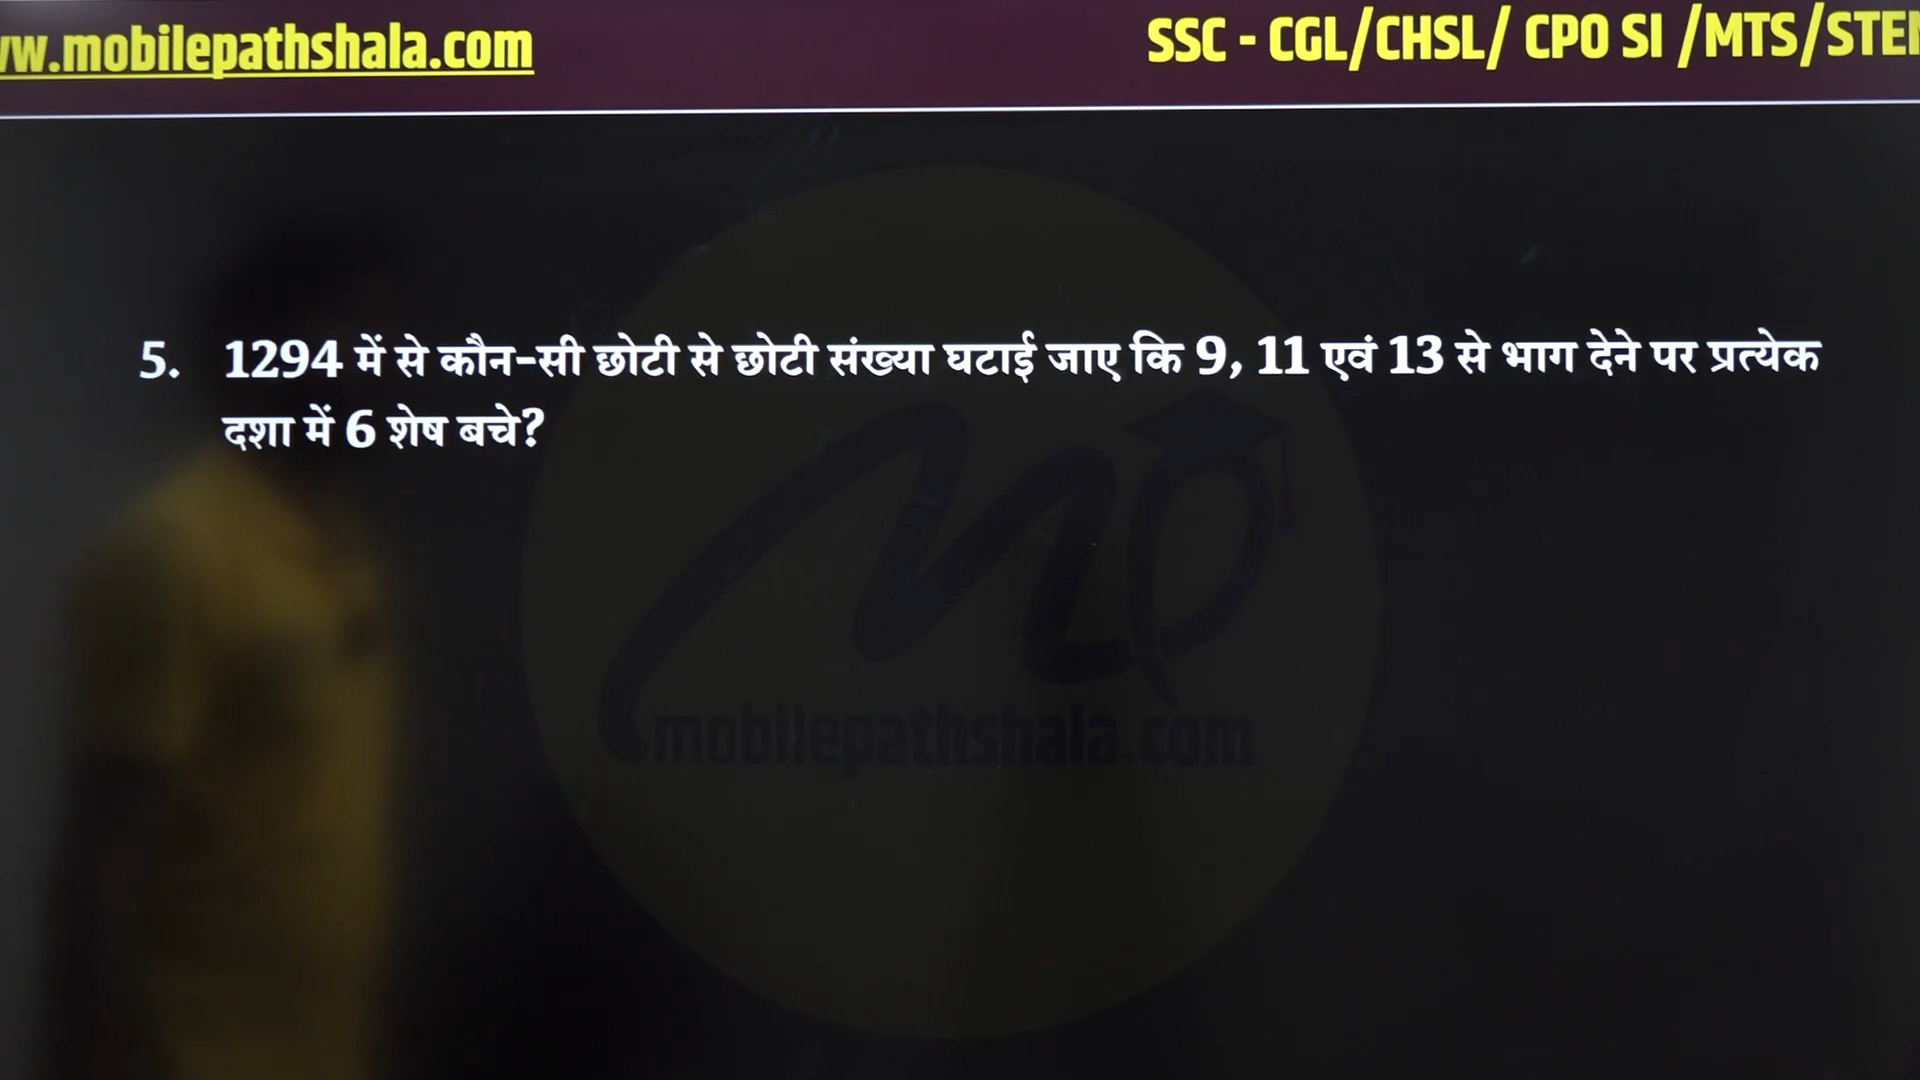 ww.mobilepathshala.com
SSC - CGL/CHSL/ CPO SI /MTS/STEN
5. 1294 में से कौन-सी छोटी से छोटी संख्या घटाई जाए कि 9, 11 एवं 13 से भाग देने पर प्रत्येक
दशा में 6 शेष बचे?
mobilepathshala.com